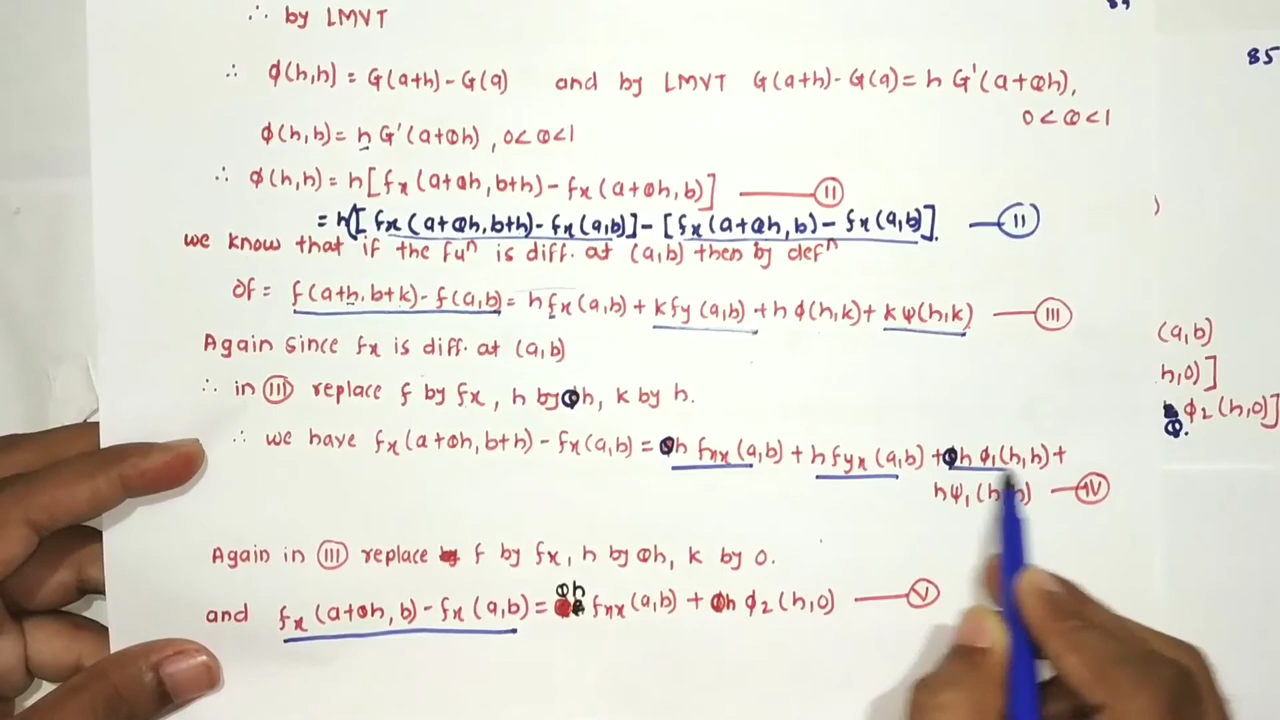 ∴ by LMVT
∴ ϕ(h,h) = G(a+h) - G(a) and by LMVT G(a+h) - G(a) = h G'(a+θh),
0 < θ < 1
ϕ(h,h) = h G'(a+θh), 0<θ<1
∴ ϕ(h,h) = h[fx(a+θh, b+h) - fx(a+θh, b)] — II
= h([fx(a+θh, b+h) - fx(a,b)] - [fx(a+θh, b) - fx(a,b)] — II
we know that if the fuⁿ is diff. at (a,b) then by defⁿ
δf = f(a+h, b+k) - f(a,b) = h fx(a,b) + k fy(a,b) + h ϕ(h,k) + k ψ(h,k) — III
Again since fx is diff. at (a,b)
∴ in III replace f by fx, h by θh, k by h.
∴ we have fx(a+θh, b+h) - fx(a,b) = θh fxx(a,b) + h fyx(a,b) + θh ϕ₁(h,h) +
hψ₁(h,h) — IV
Again in III replace f by fx, h by θh, k by 0.
and fx(a+θh, b) - fx(a,b) = θh fxx(a,b) + θh ϕ₂(h,0) — V
85
)
(a,b)
h,0)]
ϕ₂(h,0)]